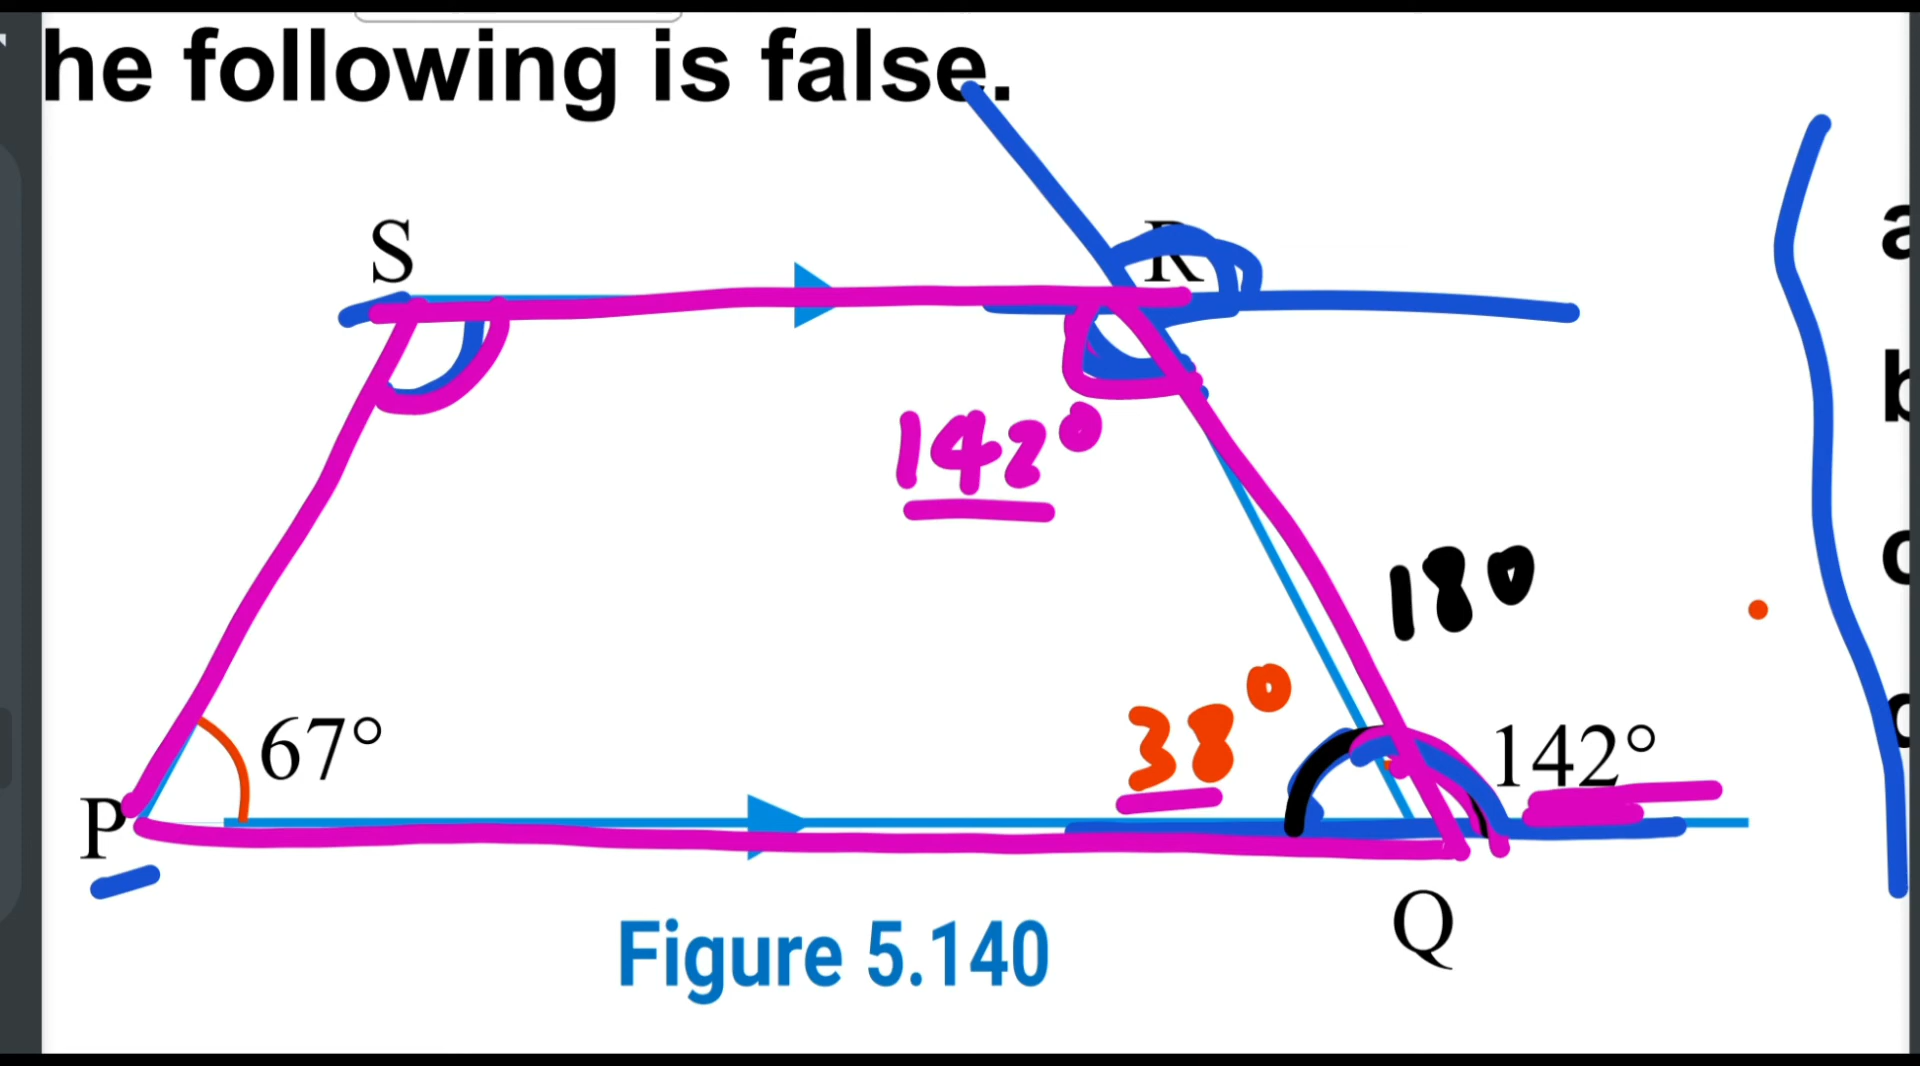 he following is false.
S
R
a
142°
b
180
c
38°
67°
142°
P
Q
Figure 5.140